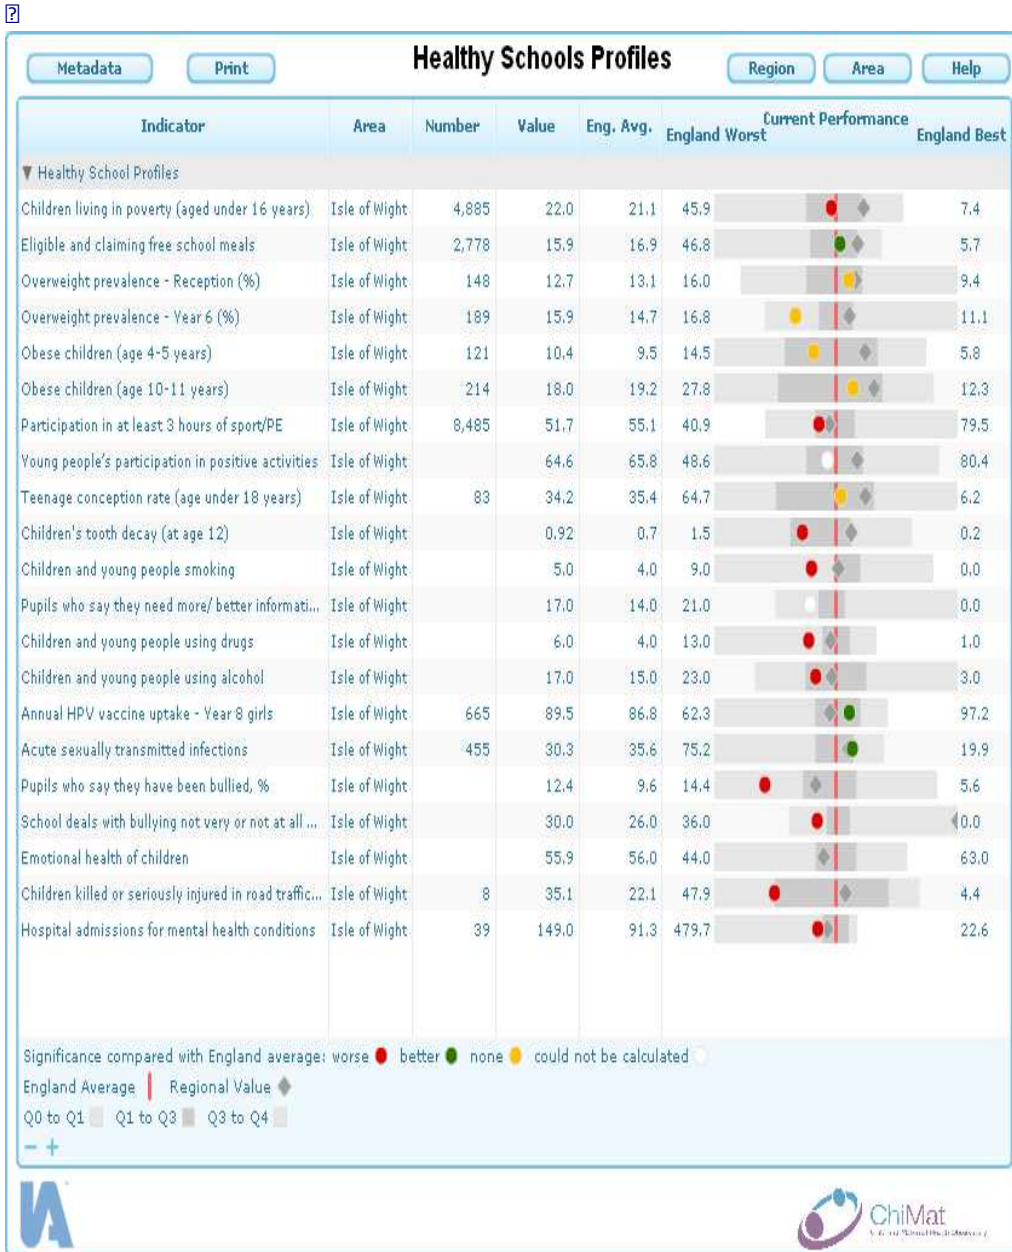 Healthy Schools Profiles
Metadata Print Region Area Help
Indicator Area Number Value Eng. Avg. Current Performance
England Worst England Best
▼ Healthy School Profiles
Children living in poverty (aged under 16 years) Isle of Wight 4,885 22.0 21.1 45.9 7.4
Eligible and claiming free school meals Isle of Wight 2,778 15.9 16.9 46.8 5.7
Overweight prevalence - Reception (%) Isle of Wight 148 12.7 13.1 16.0 9.4
Overweight prevalence - Year 6 (%) Isle of Wight 189 15.9 14.7 16.8 11.1
Obese children (age 4-5 years) Isle of Wight 121 10.4 9.5 14.5 5.8
Obese children (age 10-11 years) Isle of Wight 214 18.0 19.2 27.8 12.3
Participation in at least 3 hours of sport/PE Isle of Wight 8,485 51.7 55.1 40.9 79.5
Young people's participation in positive activities Isle of Wight 64.6 65.8 48.6 80.4
Teenage conception rate (age under 18 years) Isle of Wight 83 34.2 35.4 64.7 6.2
Children's tooth decay (at age 12) Isle of Wight 0.92 0.7 1.5 0.2
Children and young people smoking Isle of Wight 5.0 4.0 9.0 0.0
Pupils who say they need more/ better informati... Isle of Wight 17.0 14.0 21.0 0.0
Children and young people using drugs Isle of Wight 6.0 4.0 13.0 1.0
Children and young people using alcohol Isle of Wight 17.0 15.0 23.0 3.0
Annual HPV vaccine uptake - Year 8 girls Isle of Wight 665 89.5 86.8 62.3 97.2
Acute sexually transmitted infections Isle of Wight 455 30.3 35.6 75.2 19.9
Pupils who say they have been bullied, % Isle of Wight 12.4 9.6 14.4 5.6
School deals with bullying not very or not at all ... Isle of Wight 30.0 26.0 36.0 0.0
Emotional health of children Isle of Wight 55.9 56.0 44.0 63.0
Children killed or seriously injured in road traffic... Isle of Wight 8 35.1 22.1 47.9 4.4
Hospital admissions for mental health conditions Isle of Wight 39 149.0 91.3 479.7 22.6
Significance compared with England average: worse better none could not be calculated
England Average Regional Value
Q0 to Q1 Q1 to Q3 Q3 to Q4
− +
IA ChiMat